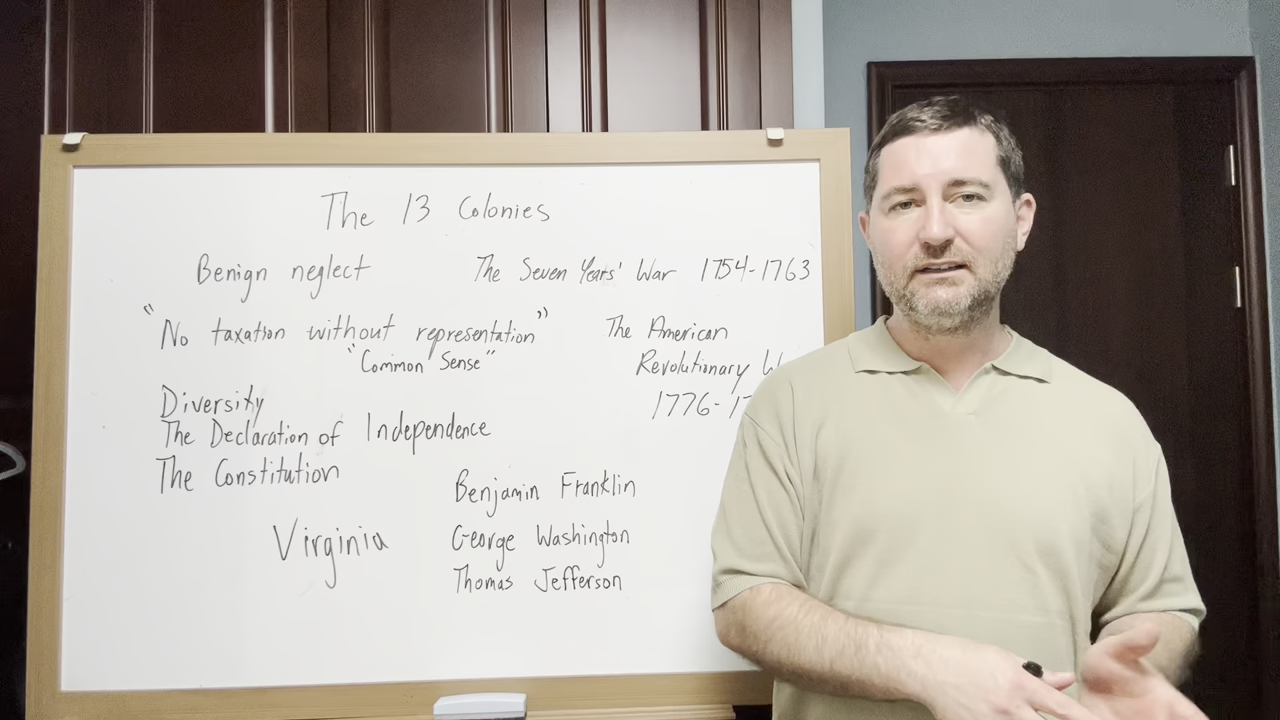 The 13 Colonies
Benign neglect
The Seven Years' War 1754-1763
"No taxation without representation"
"Common Sense"
The American
Revolutionary
1776-
Diversity
The Declaration of Independence
The Constitution
Virginia
Benjamin Franklin
George Washington
Thomas Jefferson